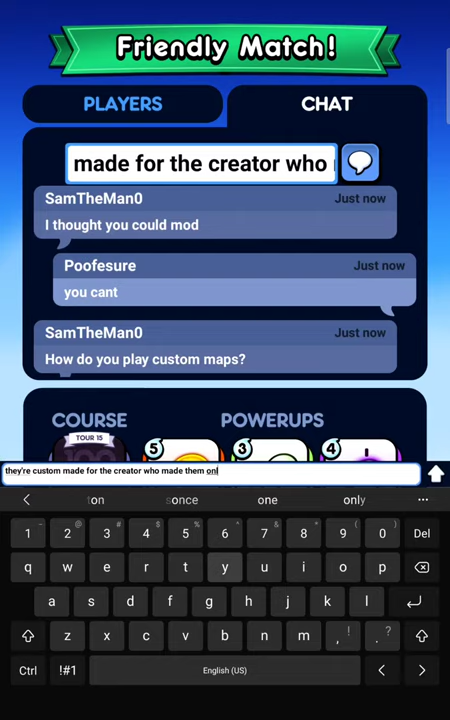 Friendly Match!
PLAYERS
CHAT
made for the creator who
SamTheMan0 Just now
I thought you could mod
Poofesure Just now
you cant
SamTheMan0 Just now
How do you play custom maps?
COURSE POWERUPS
TOUR 15
5 3 4
they're custom made for the creator who made them onl
ton sonce one only ...
1 2 3 4 5 6 7 8 9 0 Del
q w e r t y u i o p
a s d f g h j k l
z x c v b n m , ! . ?
Ctrl !#1 English (US) < >